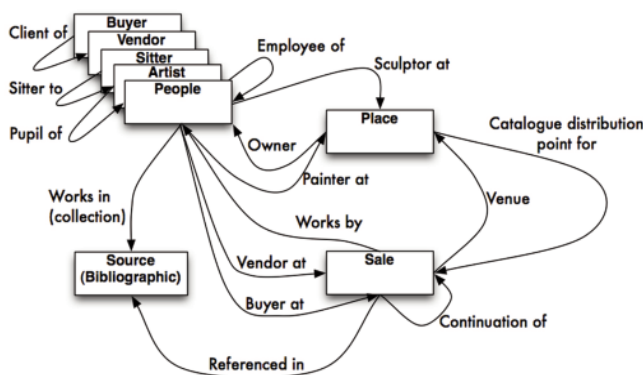 Buyer
Client of
Vendor
Employee of
Sitter
Sculptor at
Sitter to
Artist
People
Place
Catalogue distribution
point for
Pupil of
Owner
Painter at
Works in
(collection)
Venue
Works by
Source
(Bibliographic)
Vendor at
Sale
Buyer at
Continuation of
Referenced in